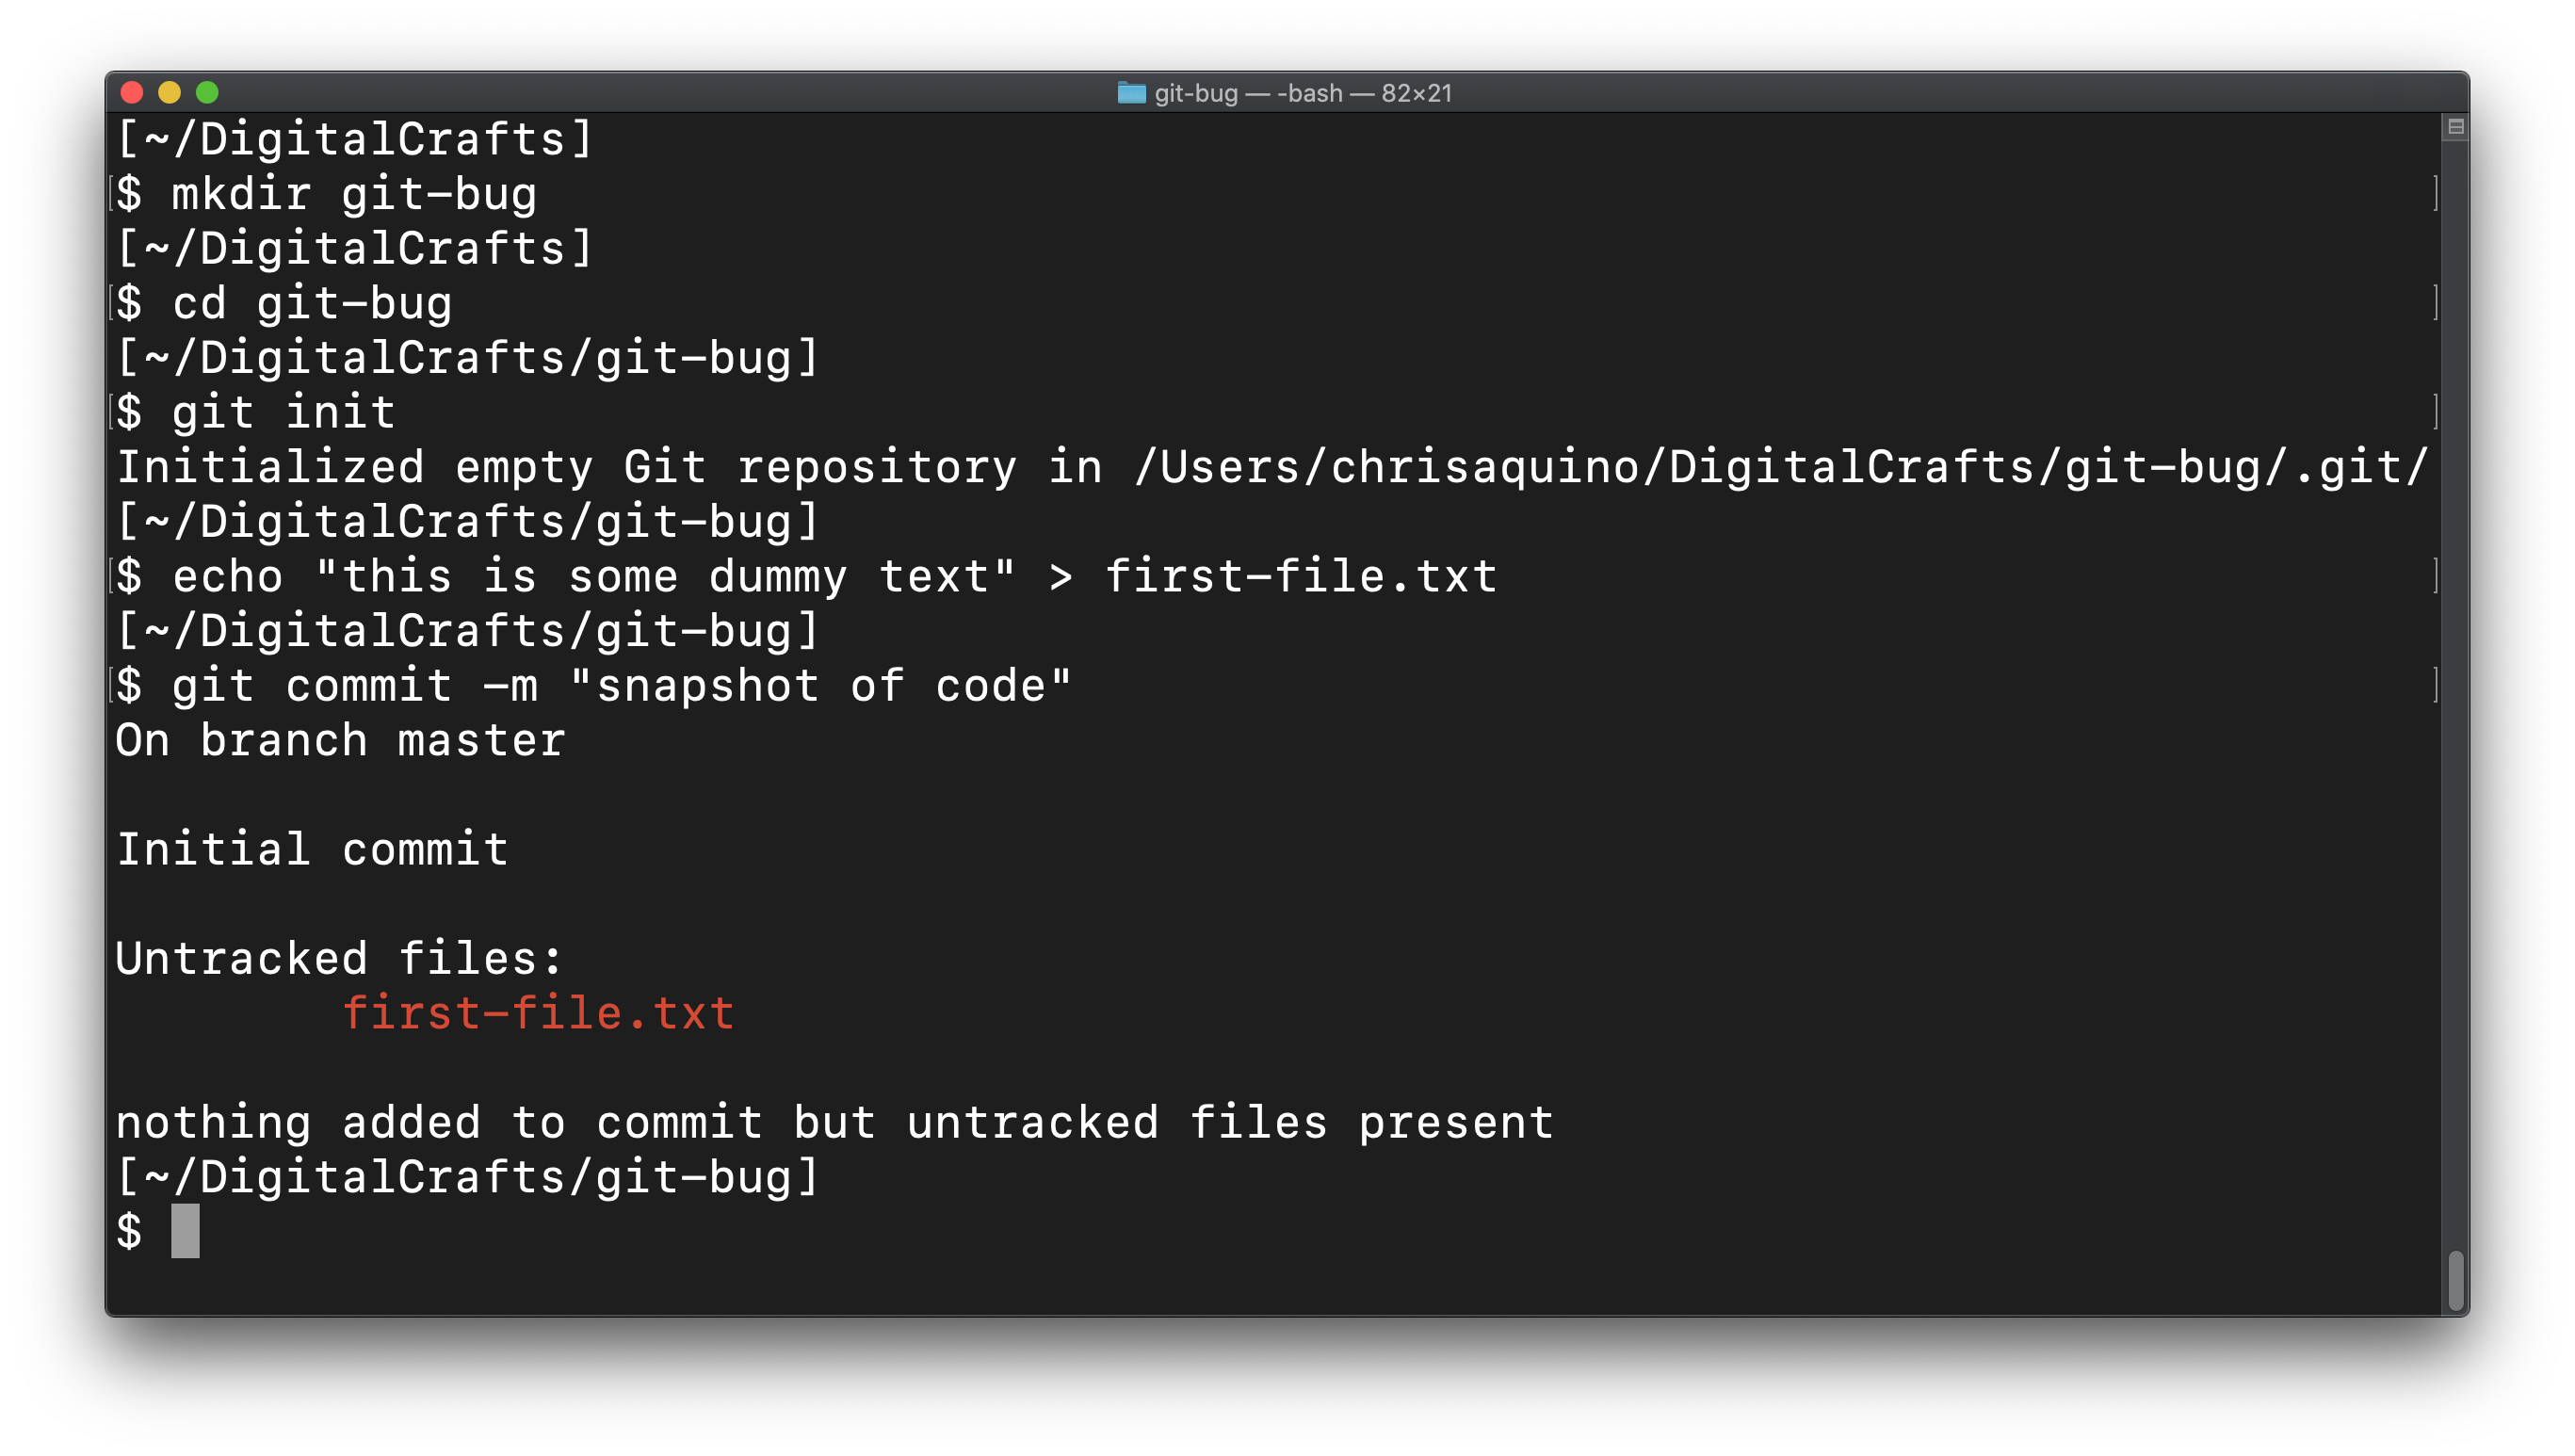 git-bug — -bash — 82×21
[~/DigitalCrafts]
[$ mkdir git-bug ]
[~/DigitalCrafts]
[$ cd git-bug ]
[~/DigitalCrafts/git-bug]
[$ git init ]
Initialized empty Git repository in /Users/chrisaquino/DigitalCrafts/git-bug/.git/
[~/DigitalCrafts/git-bug]
[$ echo "this is some dummy text" > first-file.txt ]
[~/DigitalCrafts/git-bug]
[$ git commit -m "snapshot of code" ]
On branch master
Initial commit
Untracked files:
first-file.txt
nothing added to commit but untracked files present
[~/DigitalCrafts/git-bug]
$